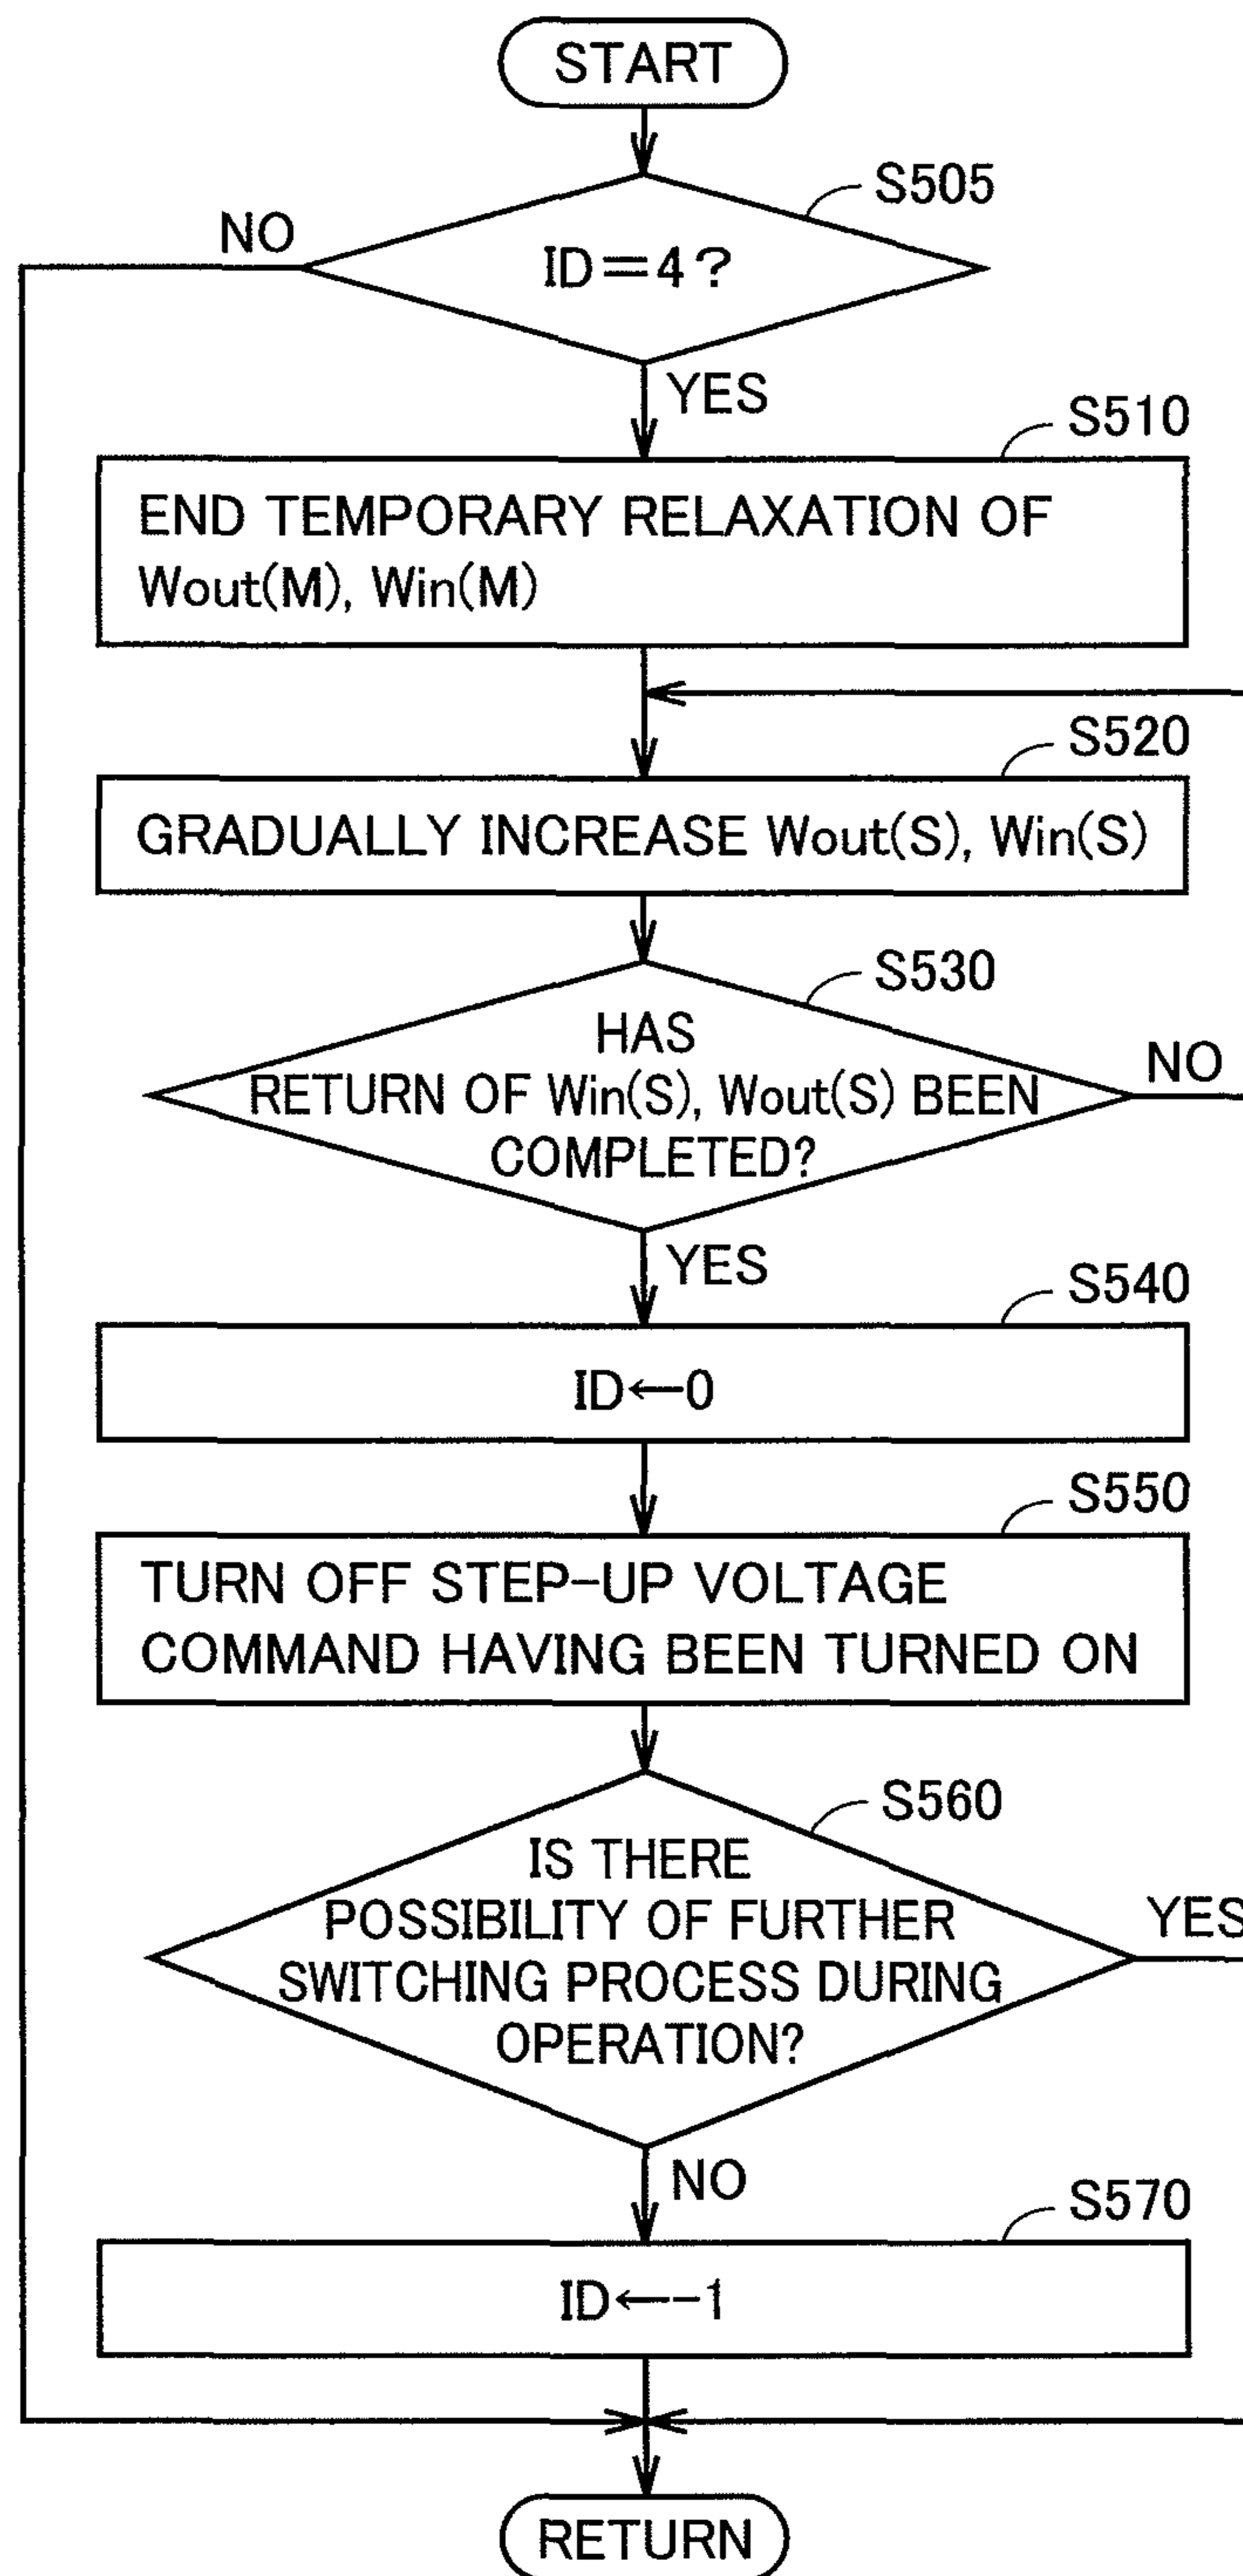 START
S505
NO
ID=4?
YES
S510
END TEMPORARY RELAXATION OF
Wout(M), Win(M)
S520
GRADUALLY INCREASE Wout(S), Win(S)
S530
HAS
RETURN OF Win(S), Wout(S) BEEN
COMPLETED?
NO
YES
S540
ID←0
S550
TURN OFF STEP-UP VOLTAGE
COMMAND HAVING BEEN TURNED ON
S560
IS THERE
POSSIBILITY OF FURTHER
SWITCHING PROCESS DURING
OPERATION?
YES
NO
S570
ID←-1
RETURN